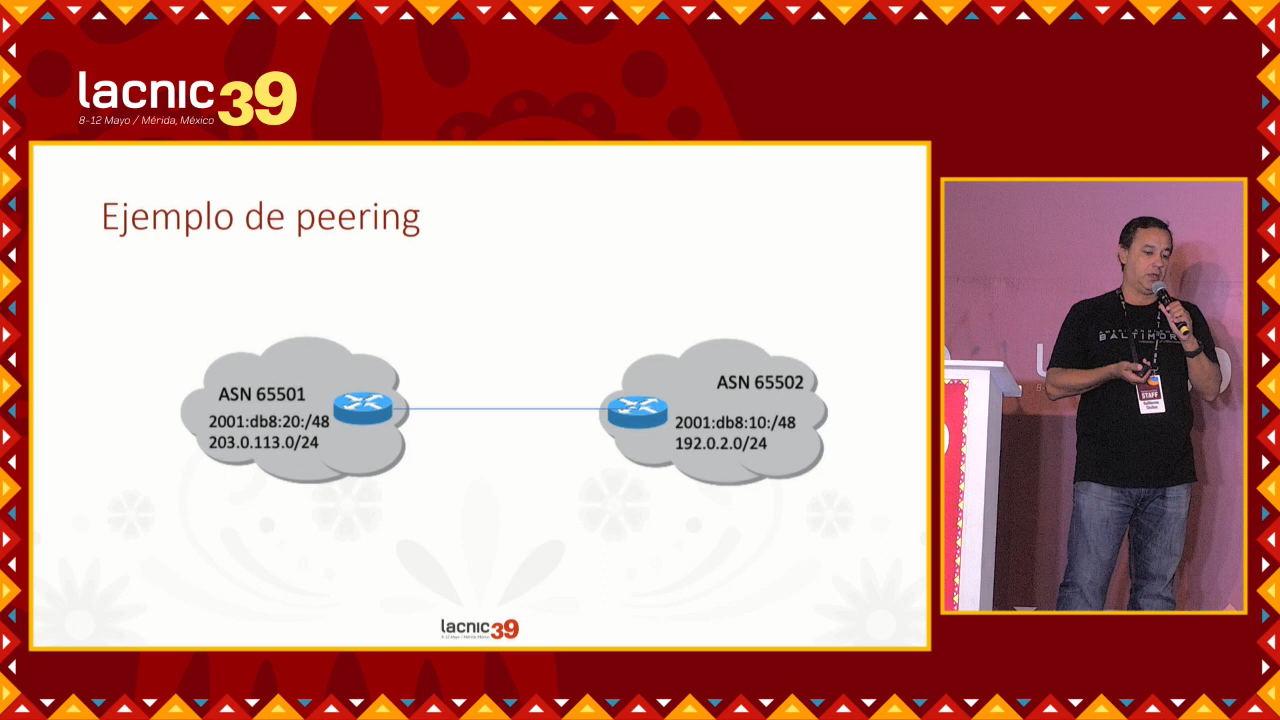 lacnic39
8-12 Mayo / Mérida, México
Ejemplo de peering
ASN 65501
2001:db8:20:/48
203.0.113.0/24
ASN 65502
2001:db8:10:/48
192.0.2.0/24
lacnic39
BALTIMOR
STAFF